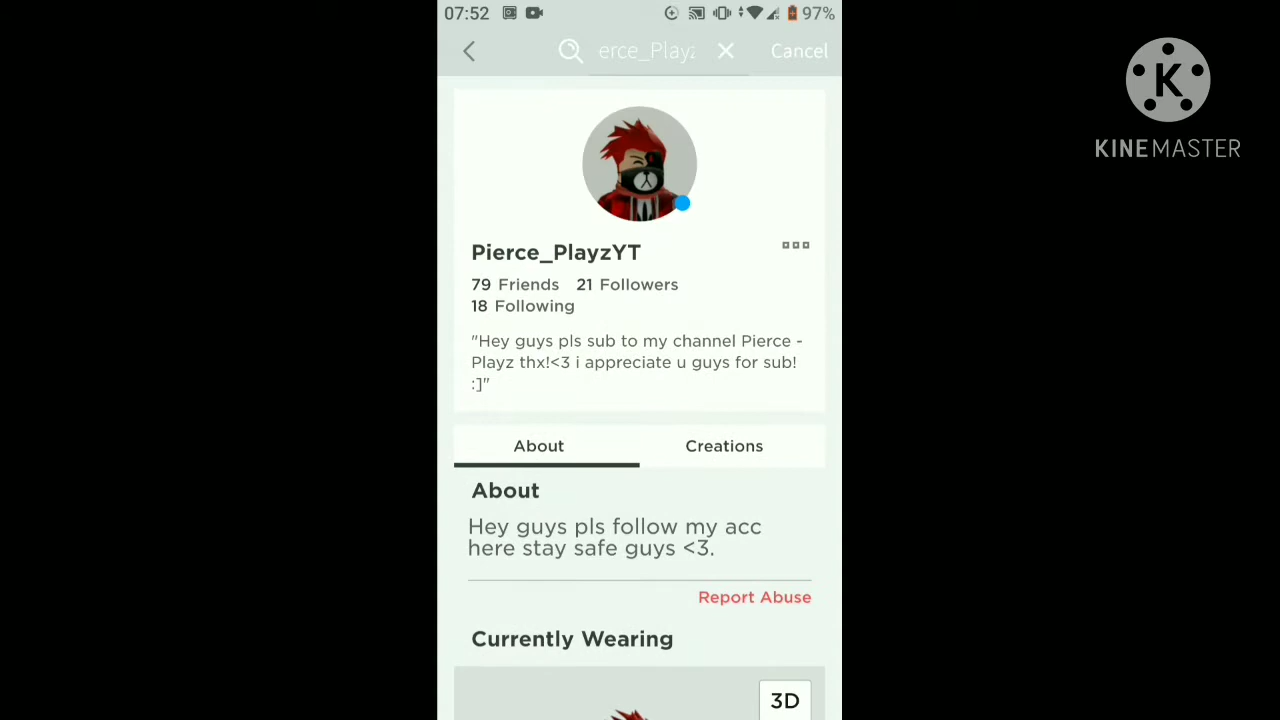 07:52
97%
erce_Playz
Cancel
K
KINEMASTER
Pierce_PlayzYT
79 Friends 21 Followers
18 Following
"Hey guys pls sub to my channel Pierce -
Playz thx!<3 i appreciate u guys for sub!
:]"
About
Creations
About
Hey guys pls follow my acc
here stay safe guys <3.
Report Abuse
Currently Wearing
3D